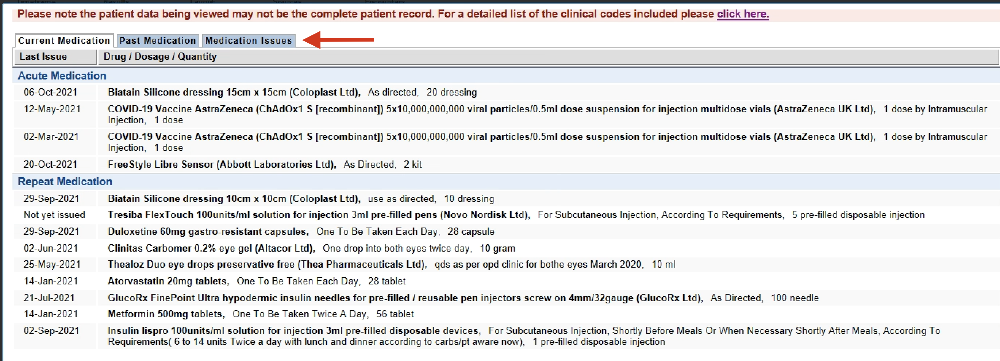 Timeframe Results Layout Sources Encounters
Please note the patient data being viewed may not be the complete patient record. For a detailed list of the clinical codes included please click here.
Current Medication Past Medication Medication Issues
Last Issue Drug / Dosage / Quantity
Acute Medication
06-Oct-2021 Biatain Silicone dressing 15cm x 15cm (Coloplast Ltd), As directed, 20 dressing
12-May-2021 COVID-19 Vaccine AstraZeneca (ChAdOx1 S [recombinant]) 5x10,000,000,000 viral particles/0.5ml dose suspension for injection multidose vials (AstraZeneca UK Ltd), 1 dose by Intramuscular
Injection, 1 dose
02-Mar-2021 COVID-19 Vaccine AstraZeneca (ChAdOx1 S [recombinant]) 5x10,000,000,000 viral particles/0.5ml dose suspension for injection multidose vials (AstraZeneca UK Ltd), 1 dose by Intramuscular
Injection, 1 dose
20-Oct-2021 FreeStyle Libre Sensor (Abbott Laboratories Ltd), As Directed, 2 kit
Repeat Medication
29-Sep-2021 Biatain Silicone dressing 10cm x 10cm (Coloplast Ltd), use as directed, 10 dressing
Not yet issued Tresiba FlexTouch 100units/ml solution for injection 3ml pre-filled pens (Novo Nordisk Ltd), For Subcutaneous Injection, According To Requirements, 5 pre-filled disposable injection
29-Sep-2021 Duloxetine 60mg gastro-resistant capsules, One To Be Taken Each Day, 28 capsule
02-Jun-2021 Clinitas Carbomer 0.2% eye gel (Altacor Ltd), One drop into both eyes twice day, 10 gram
25-May-2021 Thealoz Duo eye drops preservative free (Thea Pharmaceuticals Ltd), qds as per opd clinic for bothe eyes March 2020, 10 ml
14-Jan-2021 Atorvastatin 20mg tablets, One To Be Taken Each Day, 28 tablet
21-Jul-2021 GlucoRx FinePoint Ultra hypodermic insulin needles for pre-filled / reusable pen injectors screw on 4mm/32gauge (GlucoRx Ltd), As Directed, 100 needle
14-Jan-2021 Metformin 500mg tablets, One To Be Taken Twice A Day, 56 tablet
02-Sep-2021 Insulin lispro 100units/ml solution for injection 3ml pre-filled disposable devices, For Subcutaneous Injection, Shortly Before Meals Or When Necessary Shortly After Meals, According To
Requirements( 6 to 14 units Twice a day with lunch and dinner according to carbs/pt aware now), 1 pre-filled disposable injection